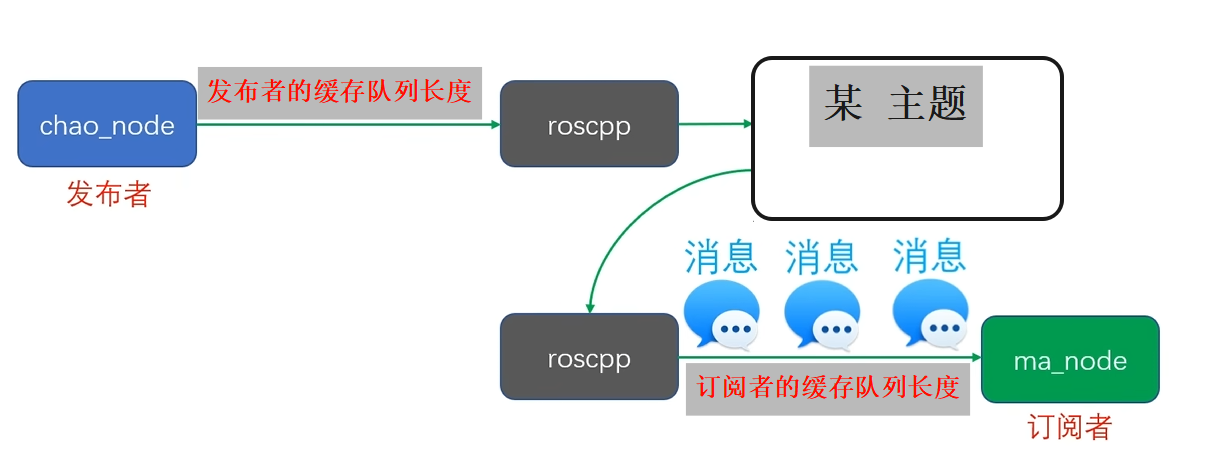 发布者的缓存队列长度
某 主题
chao_node
roscpp
发布者
消息
消息
消息
roscpp
ma_node
订阅者的缓存队列长度
订阅者